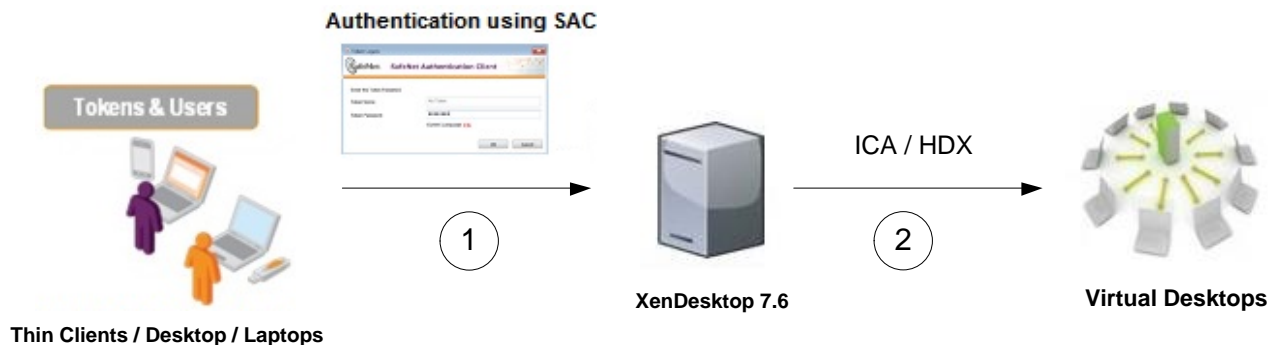 Authentication using SAC
SafeNet Authentication Client
Tokens & Users
ICA / HDX
1
2
XenDesktop 7.6
Virtual Desktops
Thin Clients / Desktop / Laptops